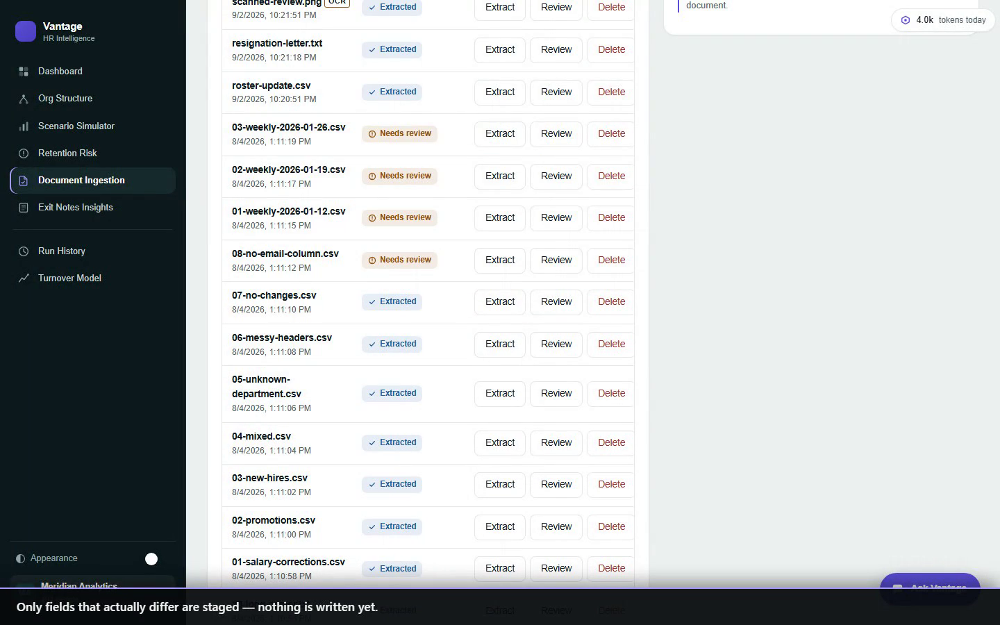 Vantage
HR Intelligence
Dashboard
Org Structure
Scenario Simulator
Retention Risk
Document Ingestion
Exit Notes Insights
Run History
Turnover Model
Appearance
Meridian Analytics
scanned-review.png OCR
9/2/2026, 10:21:51 PM
Extracted Extract Review Delete
resignation-letter.txt
9/2/2026, 10:21:18 PM
Extracted Extract Review Delete
roster-update.csv
9/2/2026, 10:20:51 PM
Extracted Extract Review Delete
03-weekly-2026-01-26.csv
8/4/2026, 1:11:19 PM
Needs review Extract Review Delete
02-weekly-2026-01-19.csv
8/4/2026, 1:11:17 PM
Needs review Extract Review Delete
01-weekly-2026-01-12.csv
8/4/2026, 1:11:15 PM
Needs review Extract Review Delete
08-no-email-column.csv
8/4/2026, 1:11:12 PM
Needs review Extract Review Delete
07-no-changes.csv
8/4/2026, 1:11:10 PM
Extracted Extract Review Delete
06-messy-headers.csv
8/4/2026, 1:11:08 PM
Extracted Extract Review Delete
05-unknown-
department.csv
8/4/2026, 1:11:06 PM
Extracted Extract Review Delete
04-mixed.csv
8/4/2026, 1:11:04 PM
Extracted Extract Review Delete
03-new-hires.csv
8/4/2026, 1:11:02 PM
Extracted Extract Review Delete
02-promotions.csv
8/4/2026, 1:11:00 PM
Extracted Extract Review Delete
01-salary-corrections.csv
8/4/2026, 1:10:58 PM
Extracted Extract Review Delete
Extracted Extract Review Delete
document.
4.0k tokens today
Ask Vantage
Only fields that actually differ are staged — nothing is written yet.